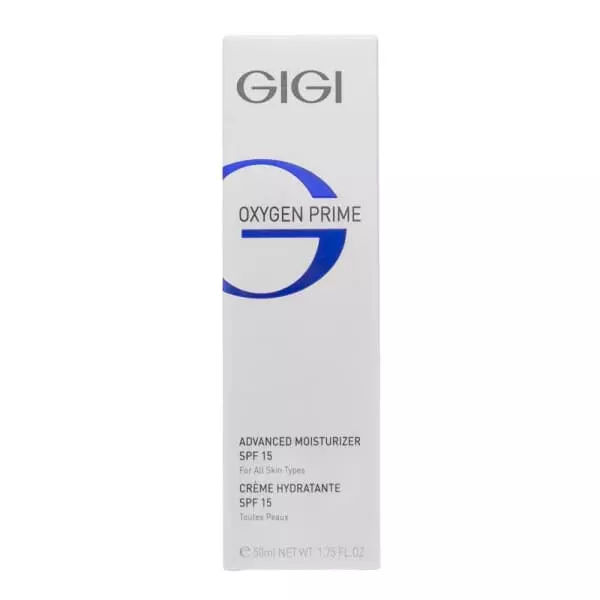 GIGI
OXYGEN PRIME
ADVANCED MOISTURIZER
SPF 15
For All Skin Types
CRÈME HYDRATANTE
SPF 15
Toutes Peaux
℮ 50ml NET WT. 1.75 FL.OZ